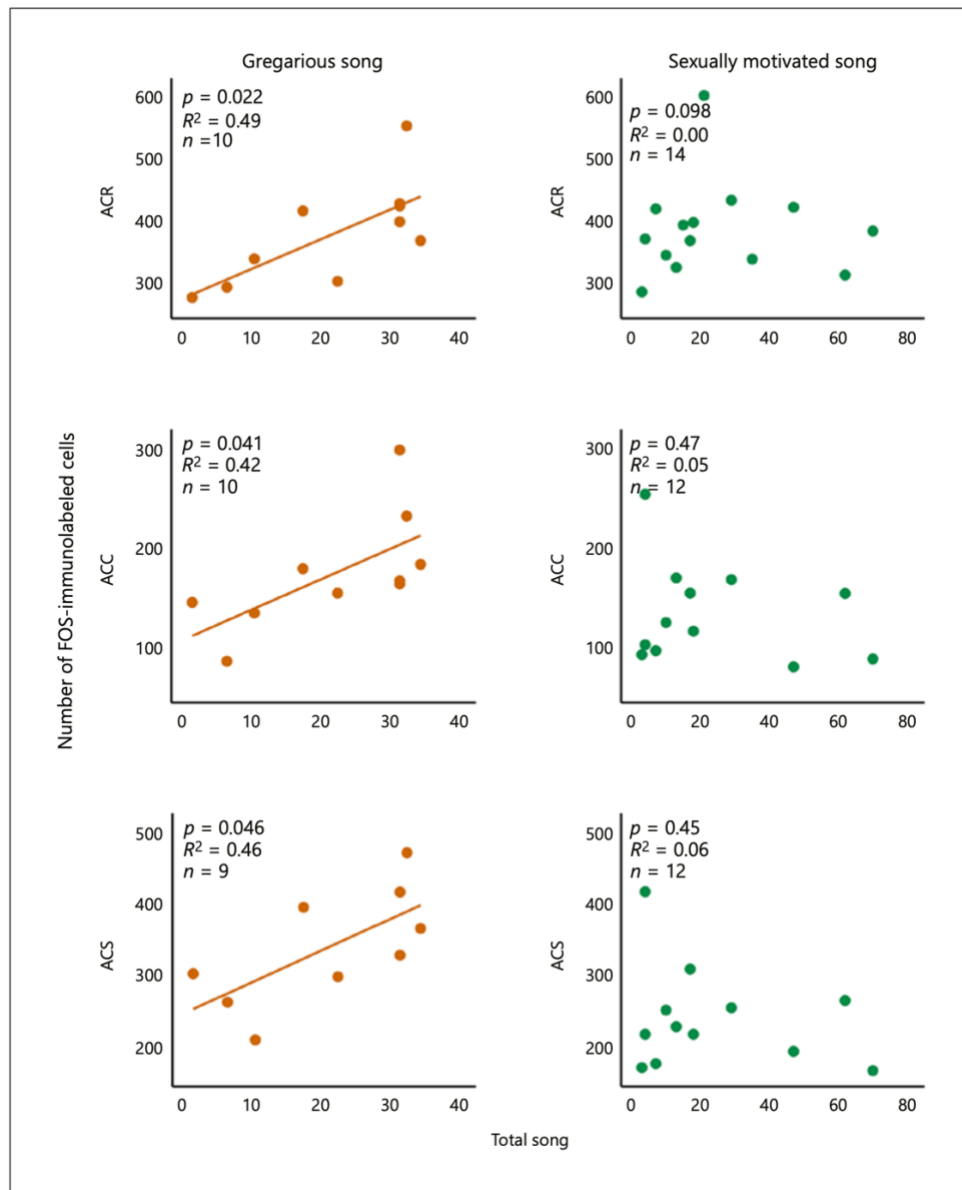 Gregarious song
Sexually motivated song
p = 0.022
R² = 0.49
n =10
600
500
400
300
ACR
0 10 20 30 40
p = 0.098
R² = 0.00
n = 14
600
500
400
300
ACR
0 20 40 60 80
Number of FOS-immunolabeled cells
p = 0.041
R² = 0.42
n = 10
300
200
100
ACC
0 10 20 30 40
p = 0.47
R² = 0.05
n = 12
300
200
100
ACC
0 20 40 60 80
p = 0.046
R² = 0.46
n = 9
500
400
300
200
ACS
0 10 20 30 40
p = 0.45
R² = 0.06
n = 12
500
400
300
200
ACS
0 20 40 60 80
Total song